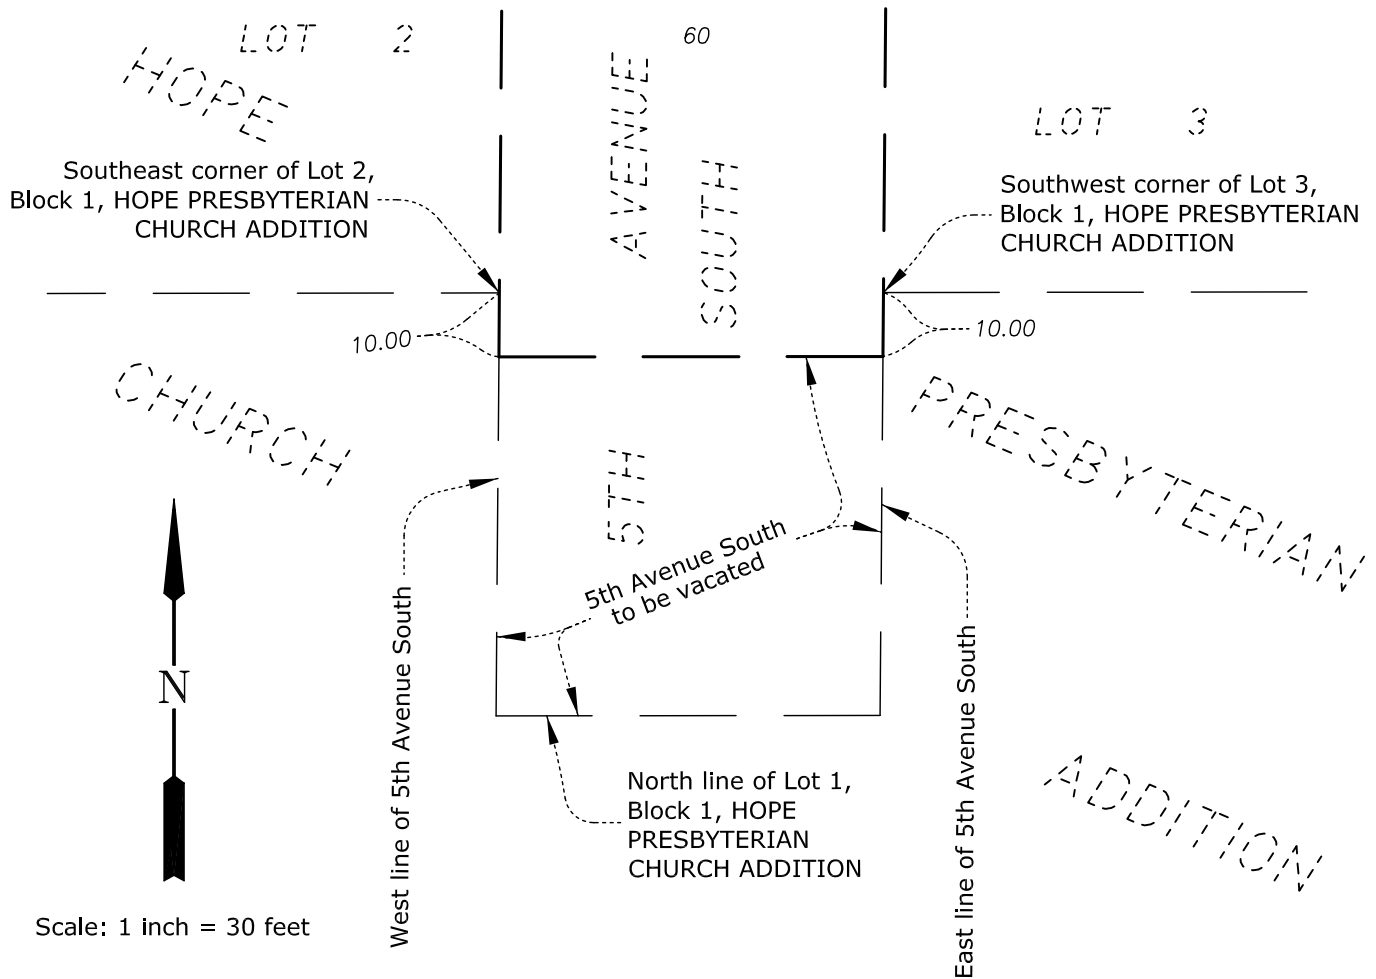 LOT 2
60
LOT 3
HOPE
AVENUE
SOUTH
Southeast corner of Lot 2,
Block 1, HOPE PRESBYTERIAN
CHURCH ADDITION
Southwest corner of Lot 3,
Block 1, HOPE PRESBYTERIAN
CHURCH ADDITION
10.00
10.00
CHURCH
PRESBYTERIAN
5TH
5th Avenue South
to be vacated
West line of 5th Avenue South
East line of 5th Avenue South
N
North line of Lot 1,
Block 1, HOPE
PRESBYTERIAN
CHURCH ADDITION
ADDITION
Scale: 1 inch = 30 feet